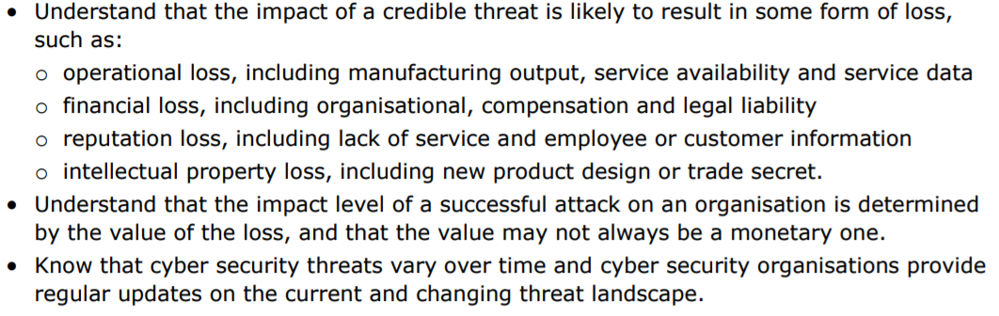 • Understand that the impact of a credible threat is likely to result in some form of loss,
such as:
o operational loss, including manufacturing output, service availability and service data
o financial loss, including organisational, compensation and legal liability
o reputation loss, including lack of service and employee or customer information
o intellectual property loss, including new product design or trade secret.
• Understand that the impact level of a successful attack on an organisation is determined
by the value of the loss, and that the value may not always be a monetary one.
• Know that cyber security threats vary over time and cyber security organisations provide
regular updates on the current and changing threat landscape.